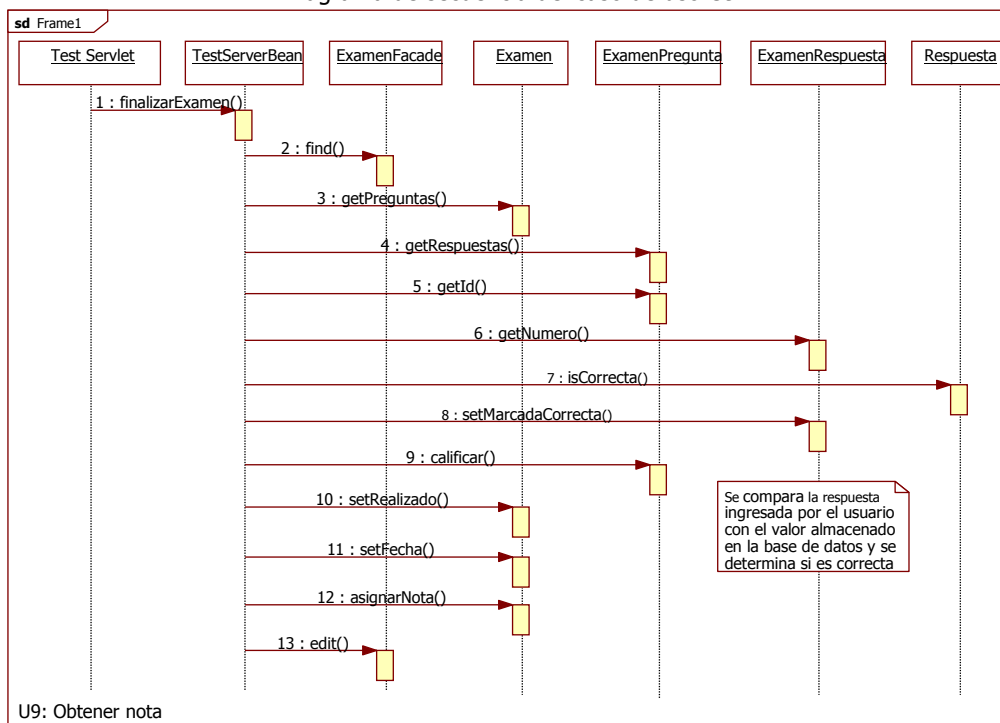 sd Frame1
Test Servlet
TestServerBean
ExamenFacade
Examen
ExamenPregunta
ExamenRespuesta
Respuesta
1 : finalizarExamen()
2 : find()
3 : getPreguntas()
4 : getRespuestas()
5 : getId()
6 : getNumero()
7 : isCorrecta()
8 : setMarcadaCorrecta()
9 : calificar()
10 : setRealizado()
11 : setFecha()
12 : asignarNota()
13 : edit()
Se compara la respuesta
ingresada por el usuario
con el valor almacenado
en la base de datos y se
determina si es correcta
U9: Obtener nota